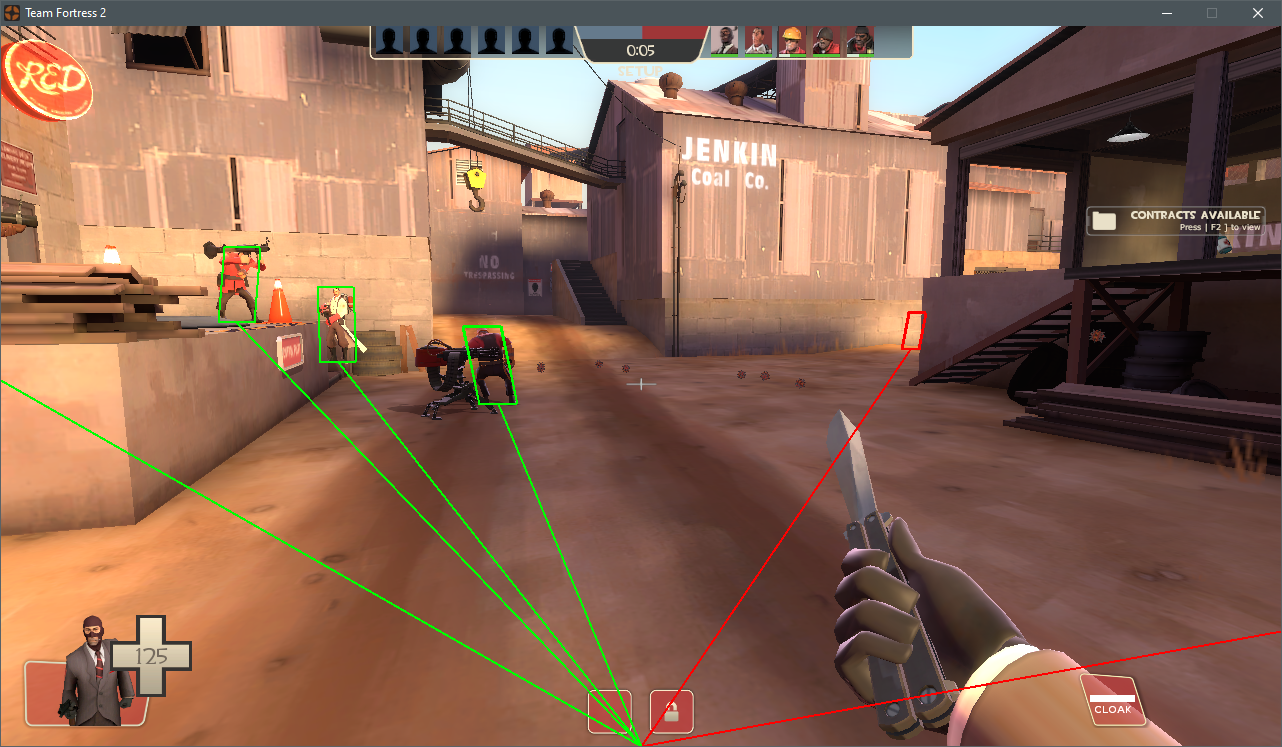 Team Fortress 2
0:05
SETUP
RED
JENKIN
Coal Co.
CONTRACTS AVAILABLE
Press [ F2 ] to view
NO
TRESPASSING
125
CLOAK